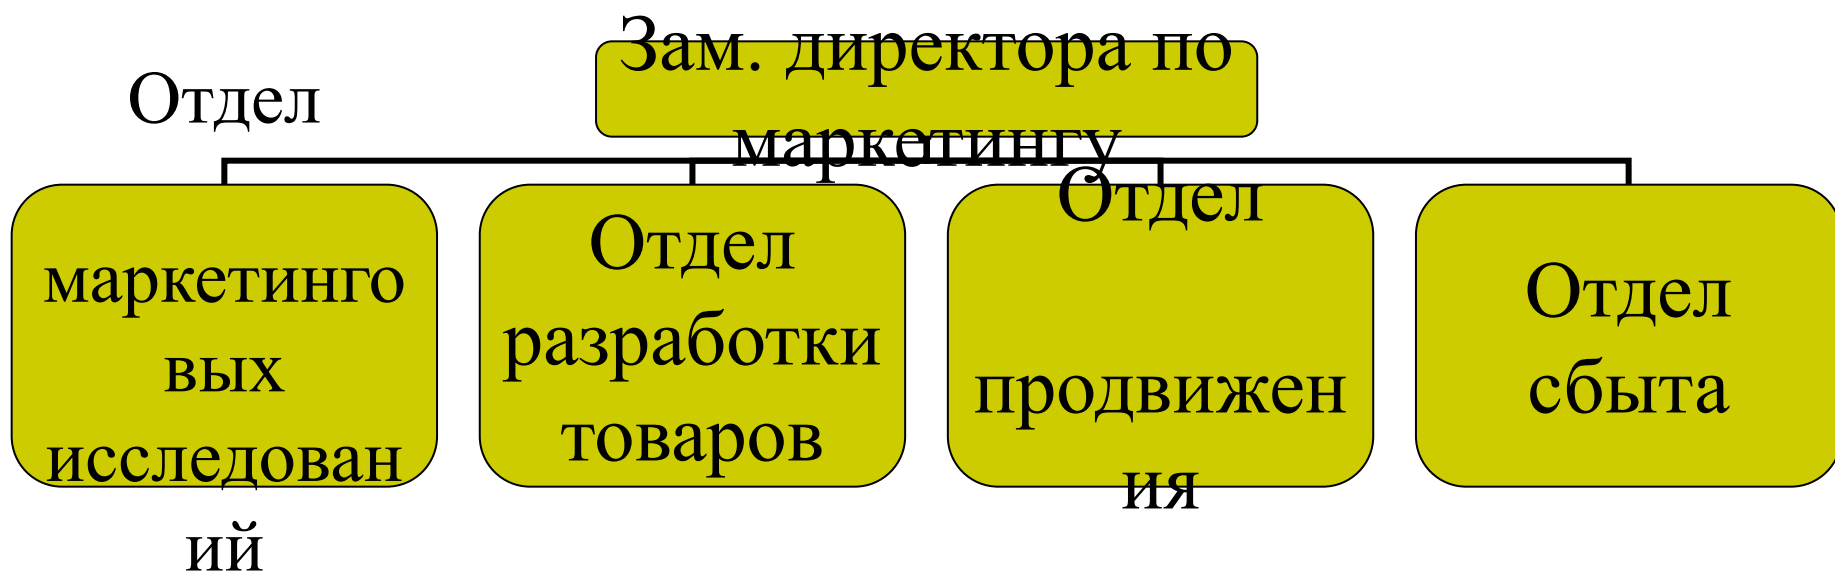 Зам. директора по
маркетингу
Отдел
маркетинго
вых
исследован
ий
Отдел
разработки
товаров
Отдел
продвижен
ия
Отдел
сбыта